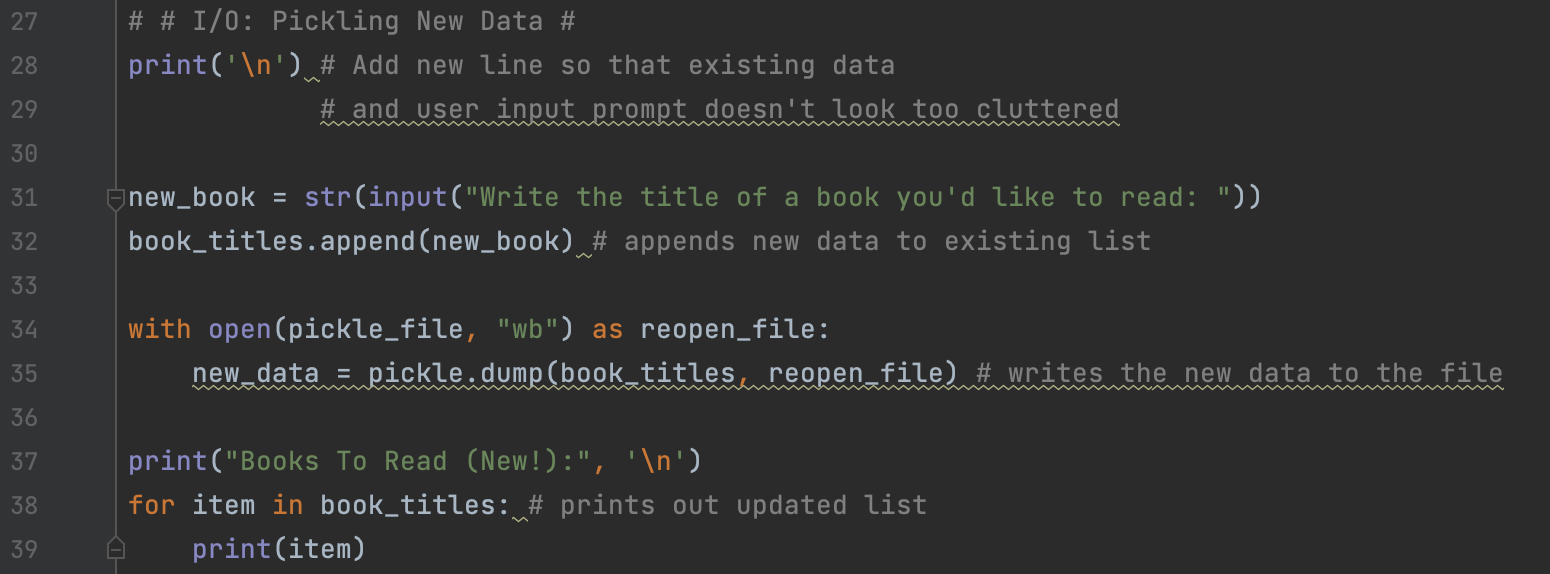 27 # # I/O: Pickling New Data #
28 print('\n') # Add new line so that existing data
29 # and user input prompt doesn't look too cluttered
30
31 new_book = str(input("Write the title of a book you'd like to read: "))
32 book_titles.append(new_book) # appends new data to existing list
33
34 with open(pickle_file, "wb") as reopen_file:
35 new_data = pickle.dump(book_titles, reopen_file) # writes the new data to the file
36
37 print("Books To Read (New!):", '\n')
38 for item in book_titles: # prints out updated list
39 print(item)